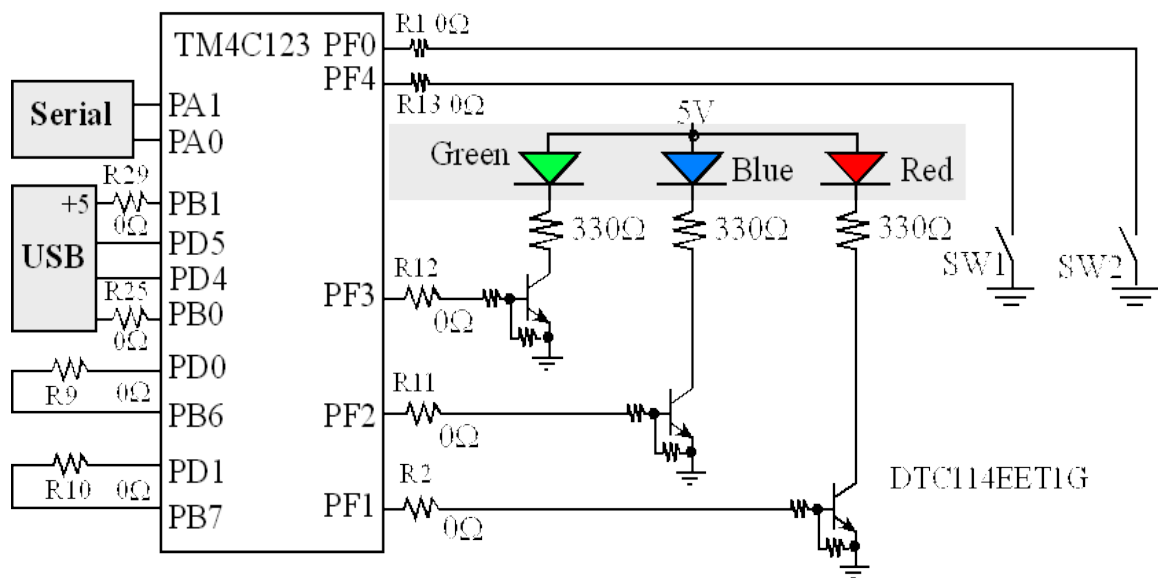 TM4C123
PF0
R1 0Ω
PF4
R13 0Ω
Serial
PA1
PA0
5V
Green
Blue
Red
R29
+5
0Ω
PB1
USB
PD5
PD4
R25
PB0
0Ω
330Ω
330Ω
330Ω
SW1
SW2
PF3
R12
0Ω
PD0
R9
0Ω
PB6
PF2
R11
0Ω
PD1
R10
0Ω
PB7
PF1
R2
0Ω
DTC114EET1G